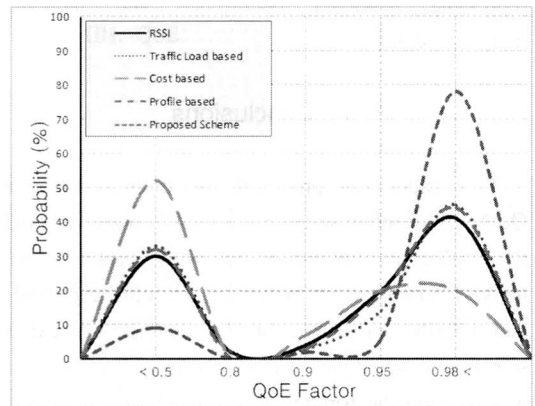 100
90
80
70
60
50
40
30
20
10
0
Probability (%)
RSSI
Traffic Load based
Cost based
Profile based
Proposed Scheme
< 0.5 0.8 0.9 0.95 0.98 <
QoE Factor